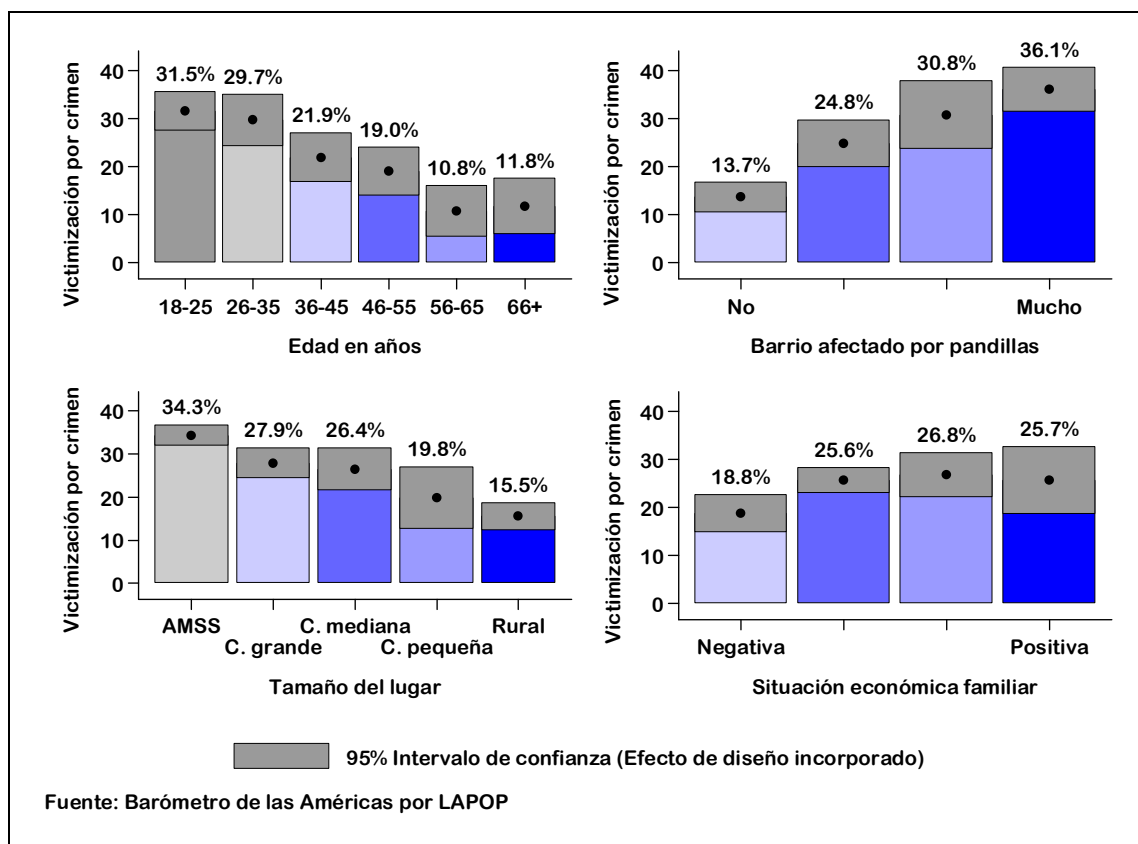 Victimización por crimen
40
30
20
10
0
31.5%
29.7%
21.9%
19.0%
10.8%
11.8%
18-25
26-35
36-45
46-55
56-65
66+
Edad en años
Victimización por crimen
40
30
20
10
0
13.7%
24.8%
30.8%
36.1%
No
Mucho
Barrio afectado por pandillas
Victimización por crimen
40
30
20
10
0
34.3%
27.9%
26.4%
19.8%
15.5%
AMSS
C. grande
C. mediana
C. pequeña
Rural
Tamaño del lugar
Victimización por crimen
40
30
20
10
0
18.8%
25.6%
26.8%
25.7%
Negativa
Positiva
Situación económica familiar
95% Intervalo de confianza (Efecto de diseño incorporado)
Fuente: Barómetro de las Américas por LAPOP